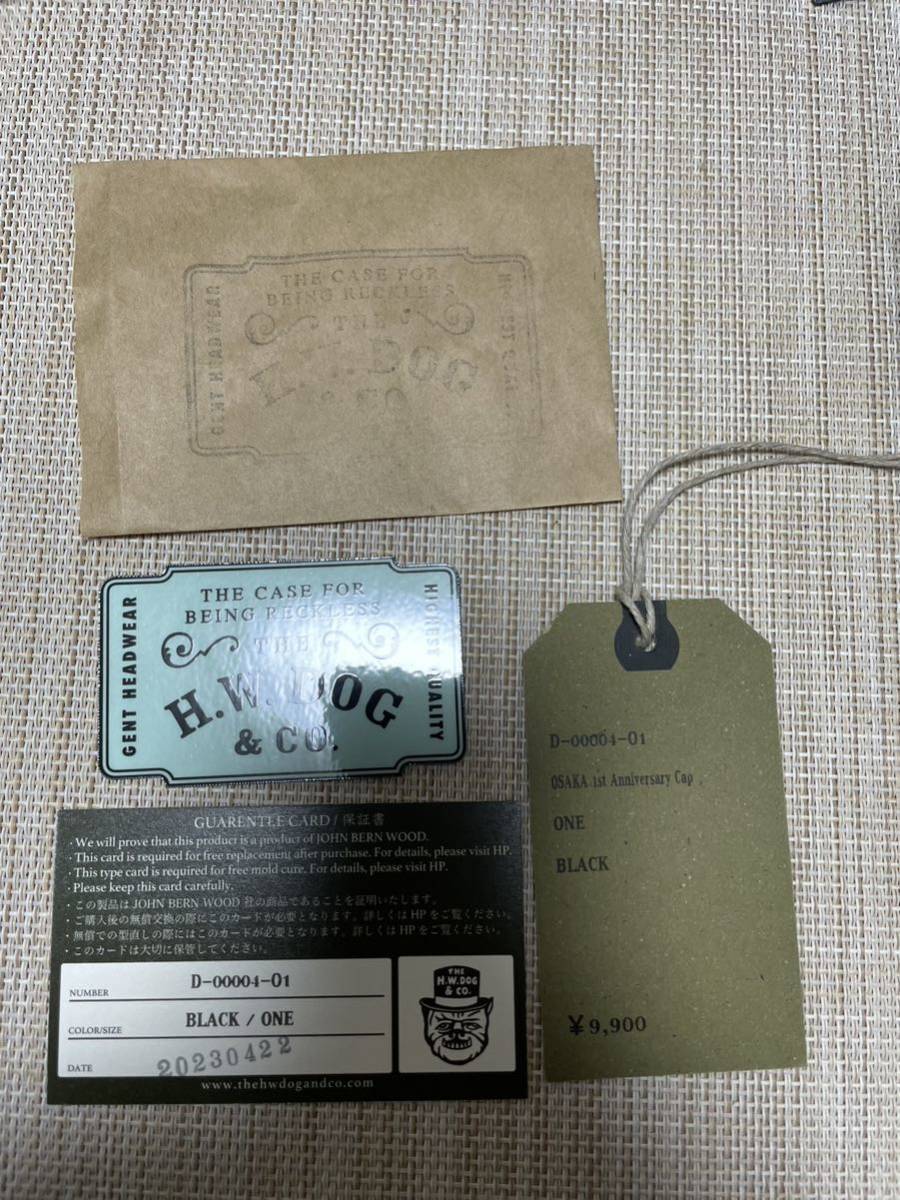 THE CASE FOR
BEING RECKLESS
THE
DOG
GENT HEADWEAR
THE CASE FOR
BEING RECKLESS
THE
H.W. DOG
& CO.
GENT HEADWEAR
HIGHEST QUALITY
D-00004-01
OSAKA 1st Anniversary Cap
ONE
BLACK
¥9,900
GUARENTEE CARD / 保証書
・We will prove that this product is a product of JOHN BERN WOOD.
・This card is required for free replacement after purchase. For details, please visit HP.
・This type card is required for free mold cure. For details, please visit HP.
・Please keep this card carefully.
・この製品は JOHN BERN WOOD 社の商品であることを証明いたします。
・ご購入後の無償交換の際にこのカードが必要となります。詳しくは HP をご覧ください。
・無償での型直しの際にはこのカードが必要となります。詳しくは HP をご覧ください。
・このカードは大切に保管してください。
NUMBER D-00004-01
COLOR/SIZE BLACK / ONE
DATE 20230422
THE
H.W.DOG
& CO.
www.thehwdogandco.com